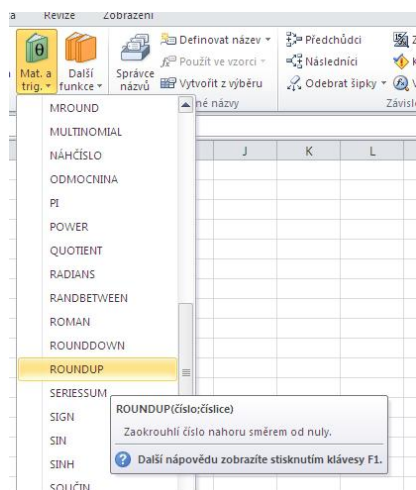 Revize Zobrazení
Mat. a trig.
Další funkce
Správce názvů
Definovat název
Použít ve vzorci
Vytvořit z výběru
né názvy
Předchůdci
Následníci
Odebrat šipky
Závisl
J K L
MROUND
MULTINOMIAL
NÁHČÍSLO
ODMOCNINA
PI
POWER
QUOTIENT
RADIANS
RANDBETWEEN
ROMAN
ROUNDDOWN
ROUNDUP
SERIESSUM
SIGN
SIN
SINH
SOUČIN
ROUNDUP(číslo;číslice)
Zaokrouhlí číslo nahoru směrem od nuly.
Další nápovědu zobrazíte stisknutím klávesy F1.